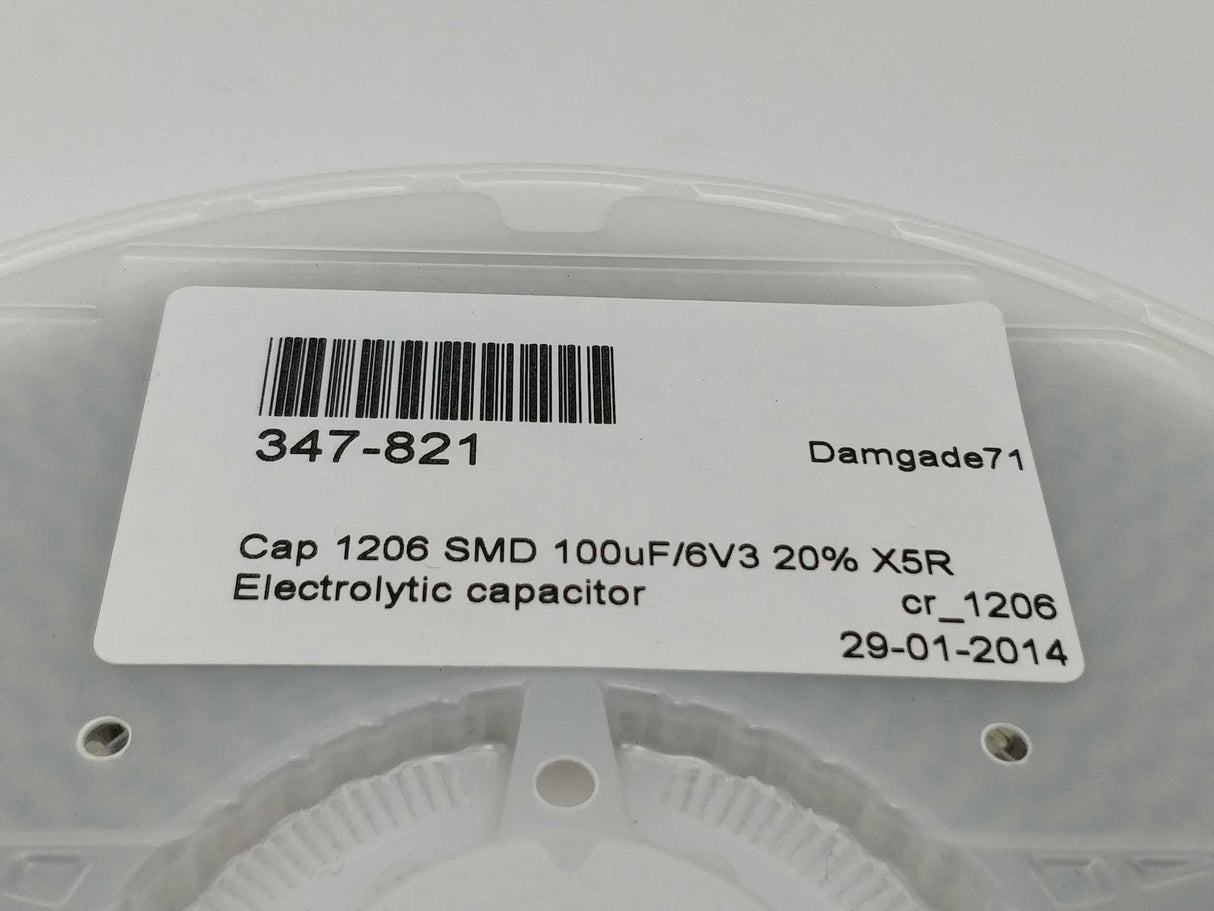 347-821
Damgade71
Cap 1206 SMD 100uF/6V3 20% X5R
Electrolytic capacitor
cr_1206
29-01-2014